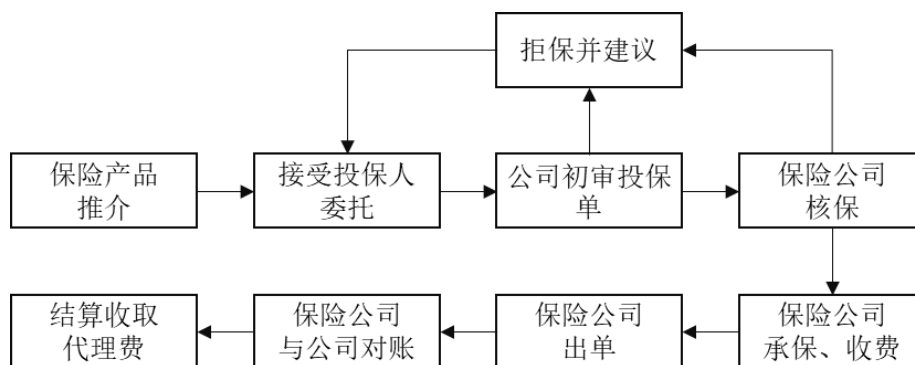 拒保并建议
保险产品
推介
接受投保人
委托
公司初审投保
单
保险公司
核保
结算收取
代理费
保险公司
与公司对账
保险公司
出单
保险公司
承保、收费